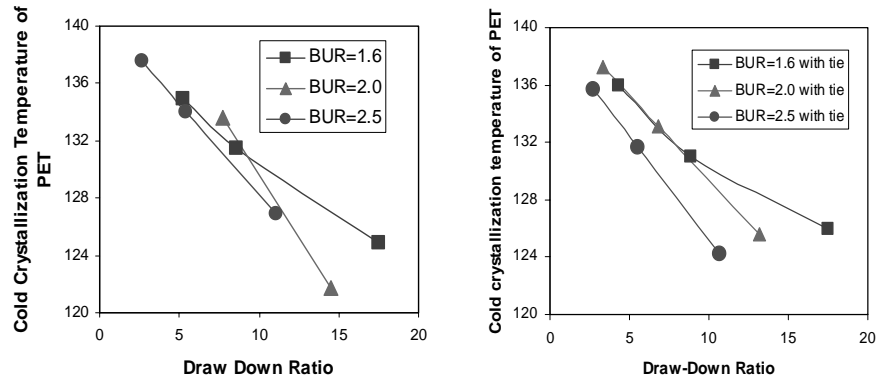 140
136
132
128
124
120
Cold Crystallization Temperature of
PET
0 5 10 15 20
Draw Down Ratio
BUR=1.6
BUR=2.0
BUR=2.5
140
136
132
128
124
120
Cold crystallization temperature of PET
0 5 10 15 20
Draw-Down Ratio
BUR=1.6 with tie
BUR=2.0 with tie
BUR=2.5 with tie